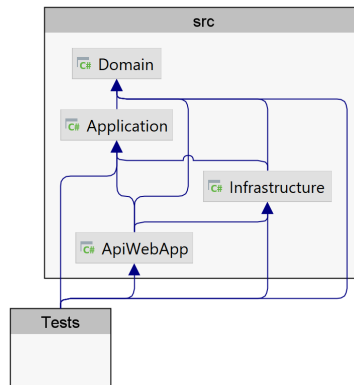 src
C# Domain
C# Application
C# Infrastructure
C# ApiWebApp
Tests